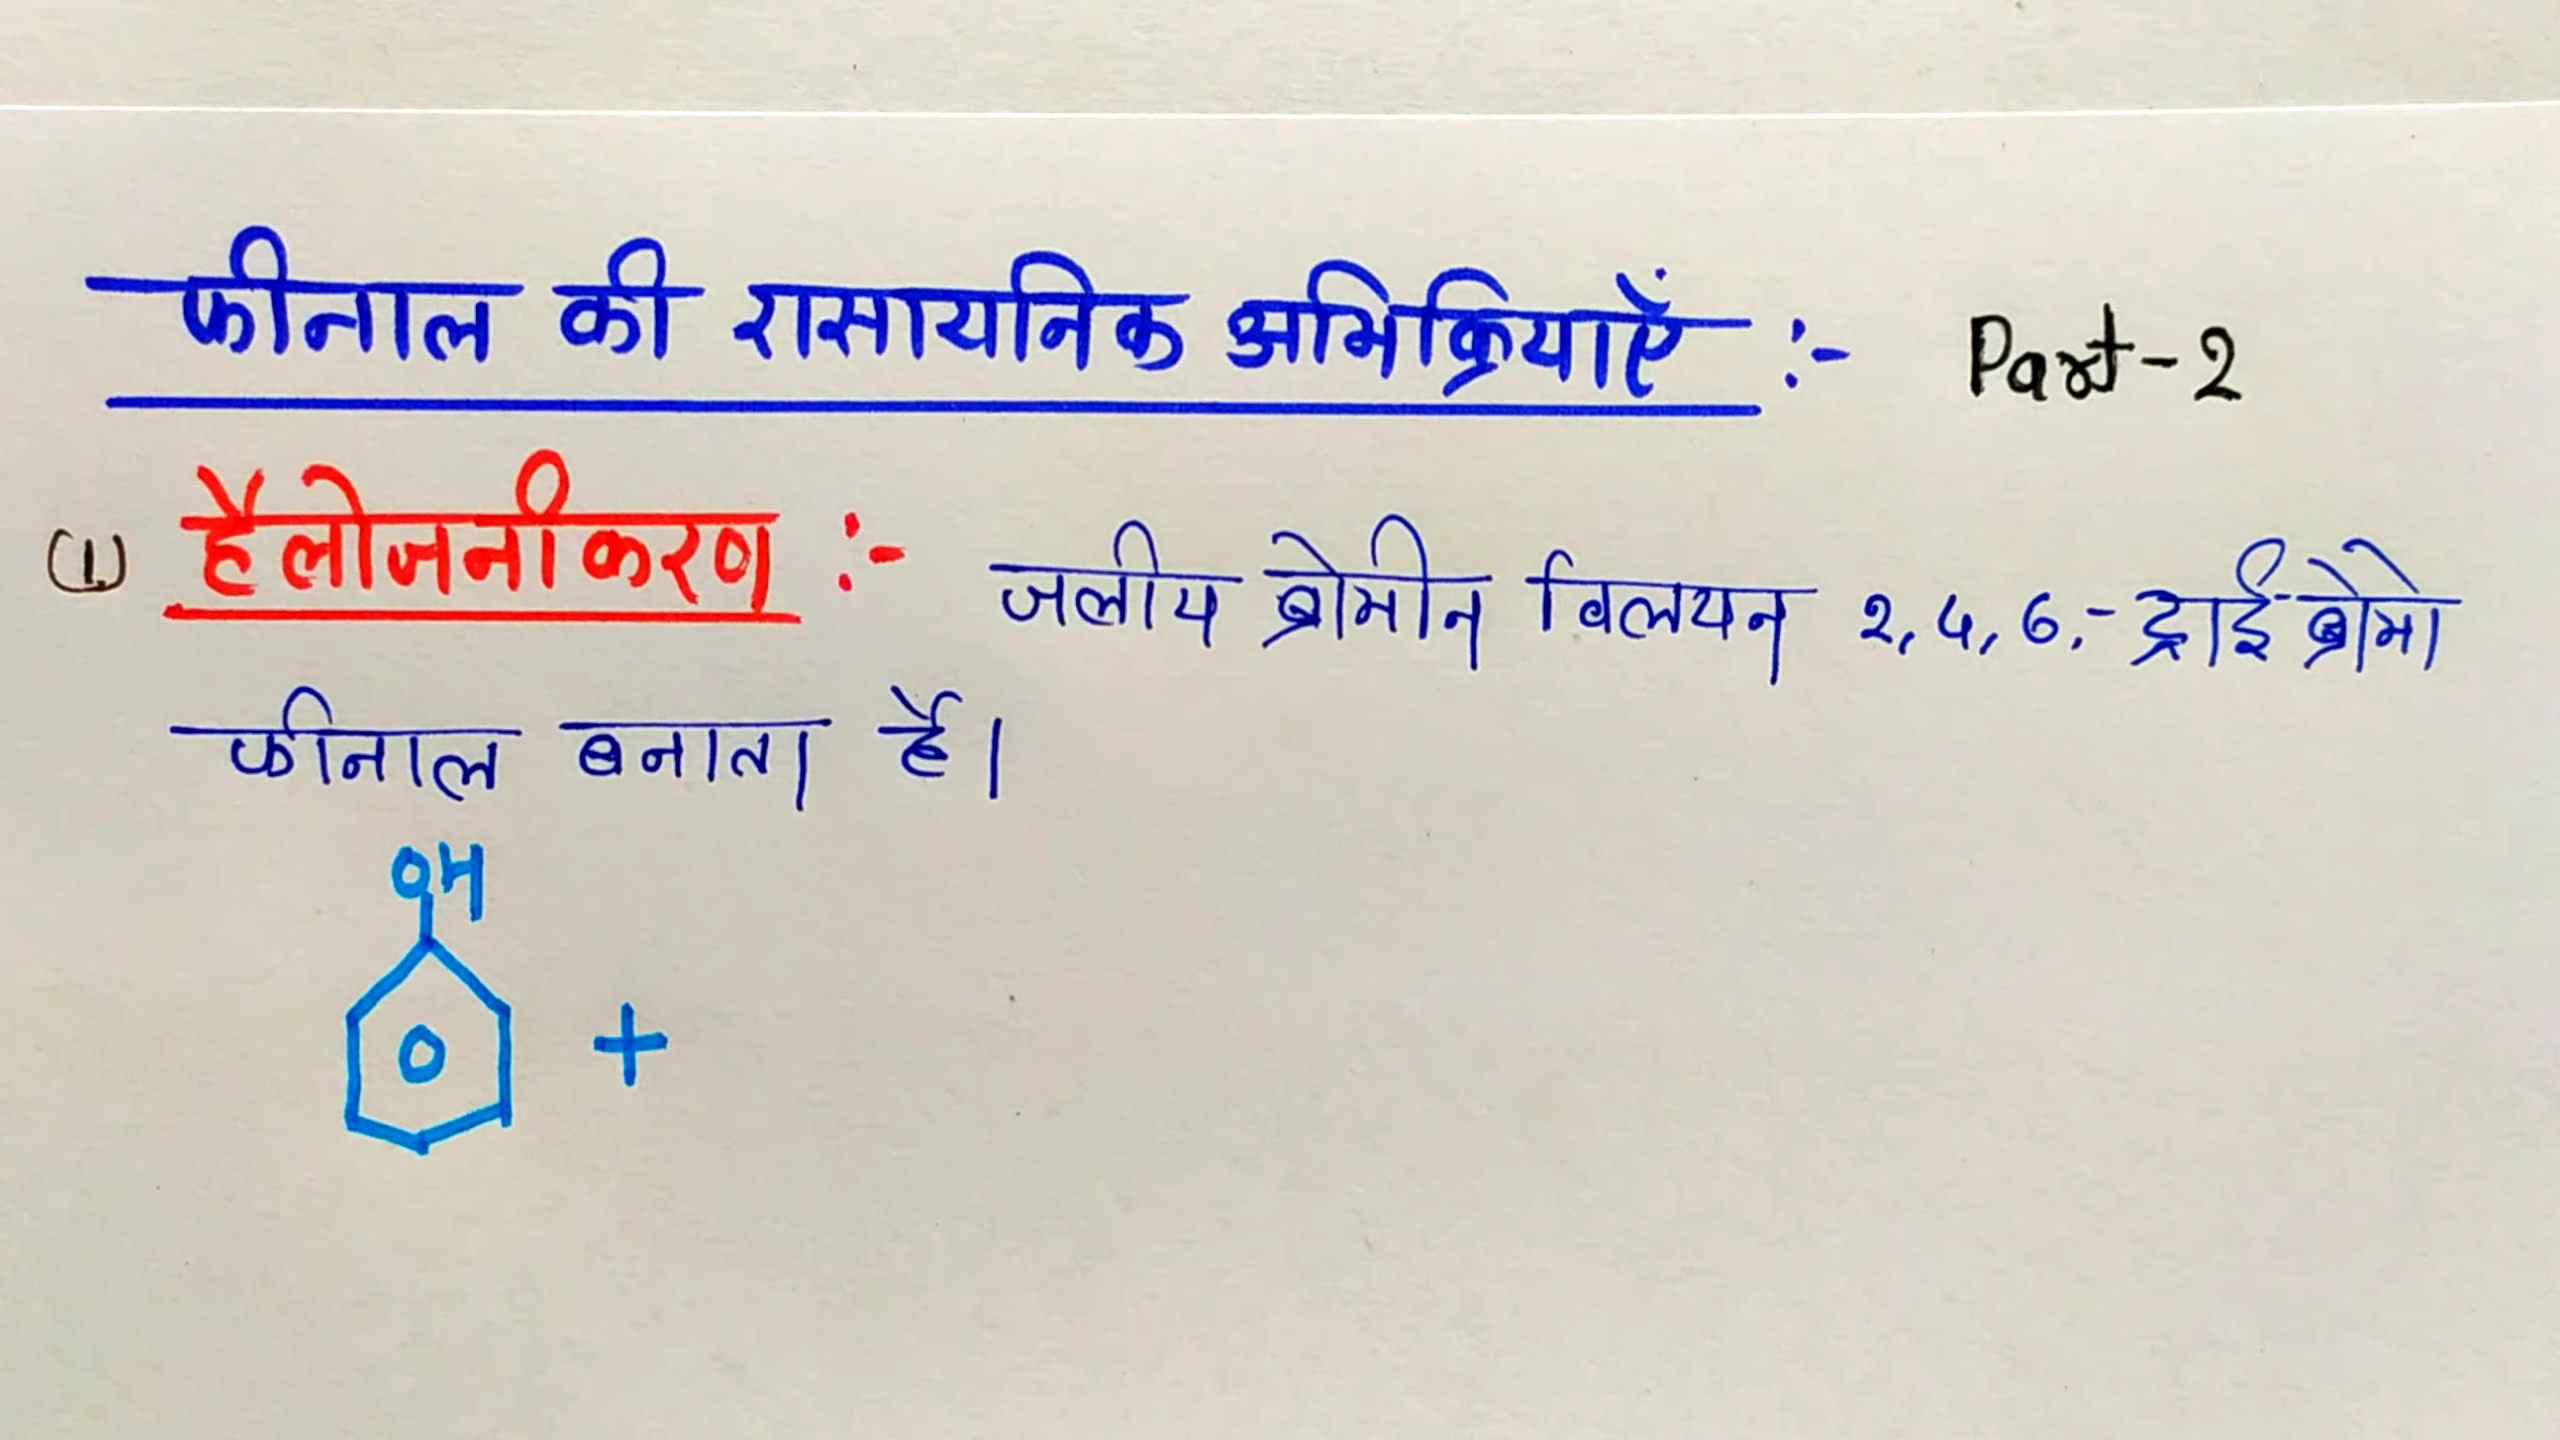 फीनाल की रासायनिक अभिक्रियाएँ :- Part-2
(1) हैलोजनीकरण :- जलीय ब्रोमीन विलयन 2,4,6,- ट्राई ब्रोमो
फीनाल बनाता है।
OH
+